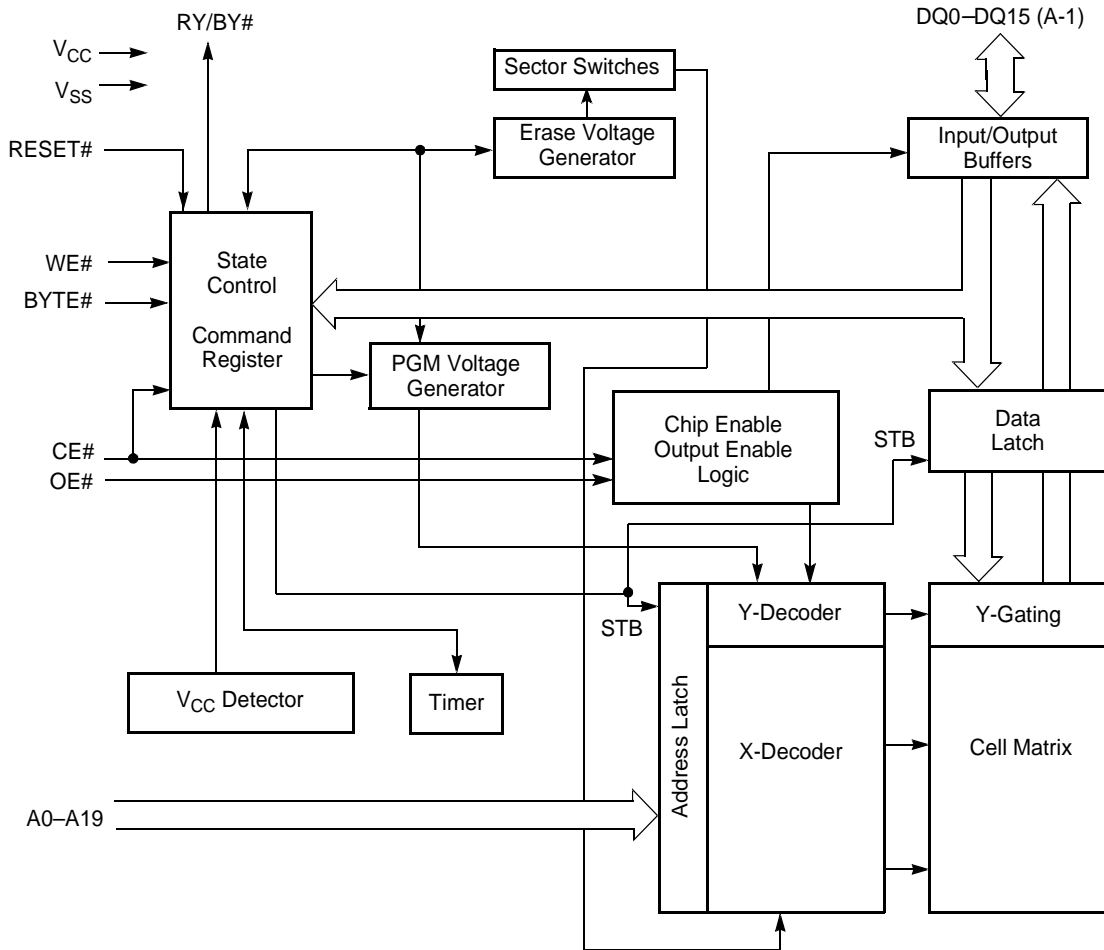 RY/BY#
DQ0–DQ15 (A-1)
VCC
VSS
Sector Switches
RESET#
Erase Voltage
Generator
Input/Output
Buffers
WE#
BYTE#
State
Control
Command
Register
PGM Voltage
Generator
Chip Enable
Output Enable
Logic
STB
Data
Latch
CE#
OE#
STB
Y-Decoder
Y-Gating
VCC Detector
Timer
Address Latch
X-Decoder
Cell Matrix
A0–A19